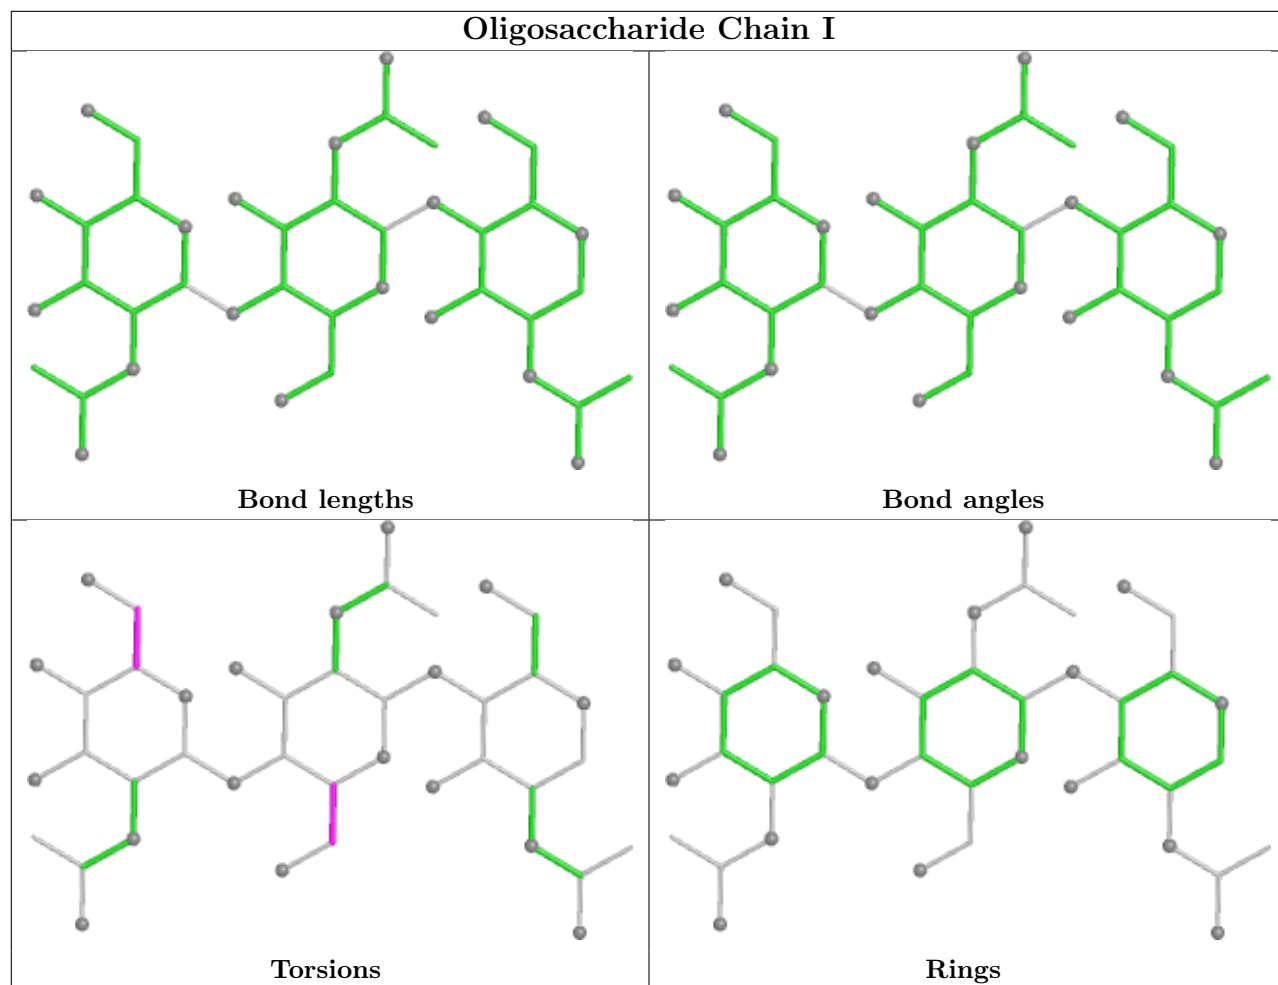 Oligosaccharide Chain I
Bond lengths
Bond angles
Torsions
Rings